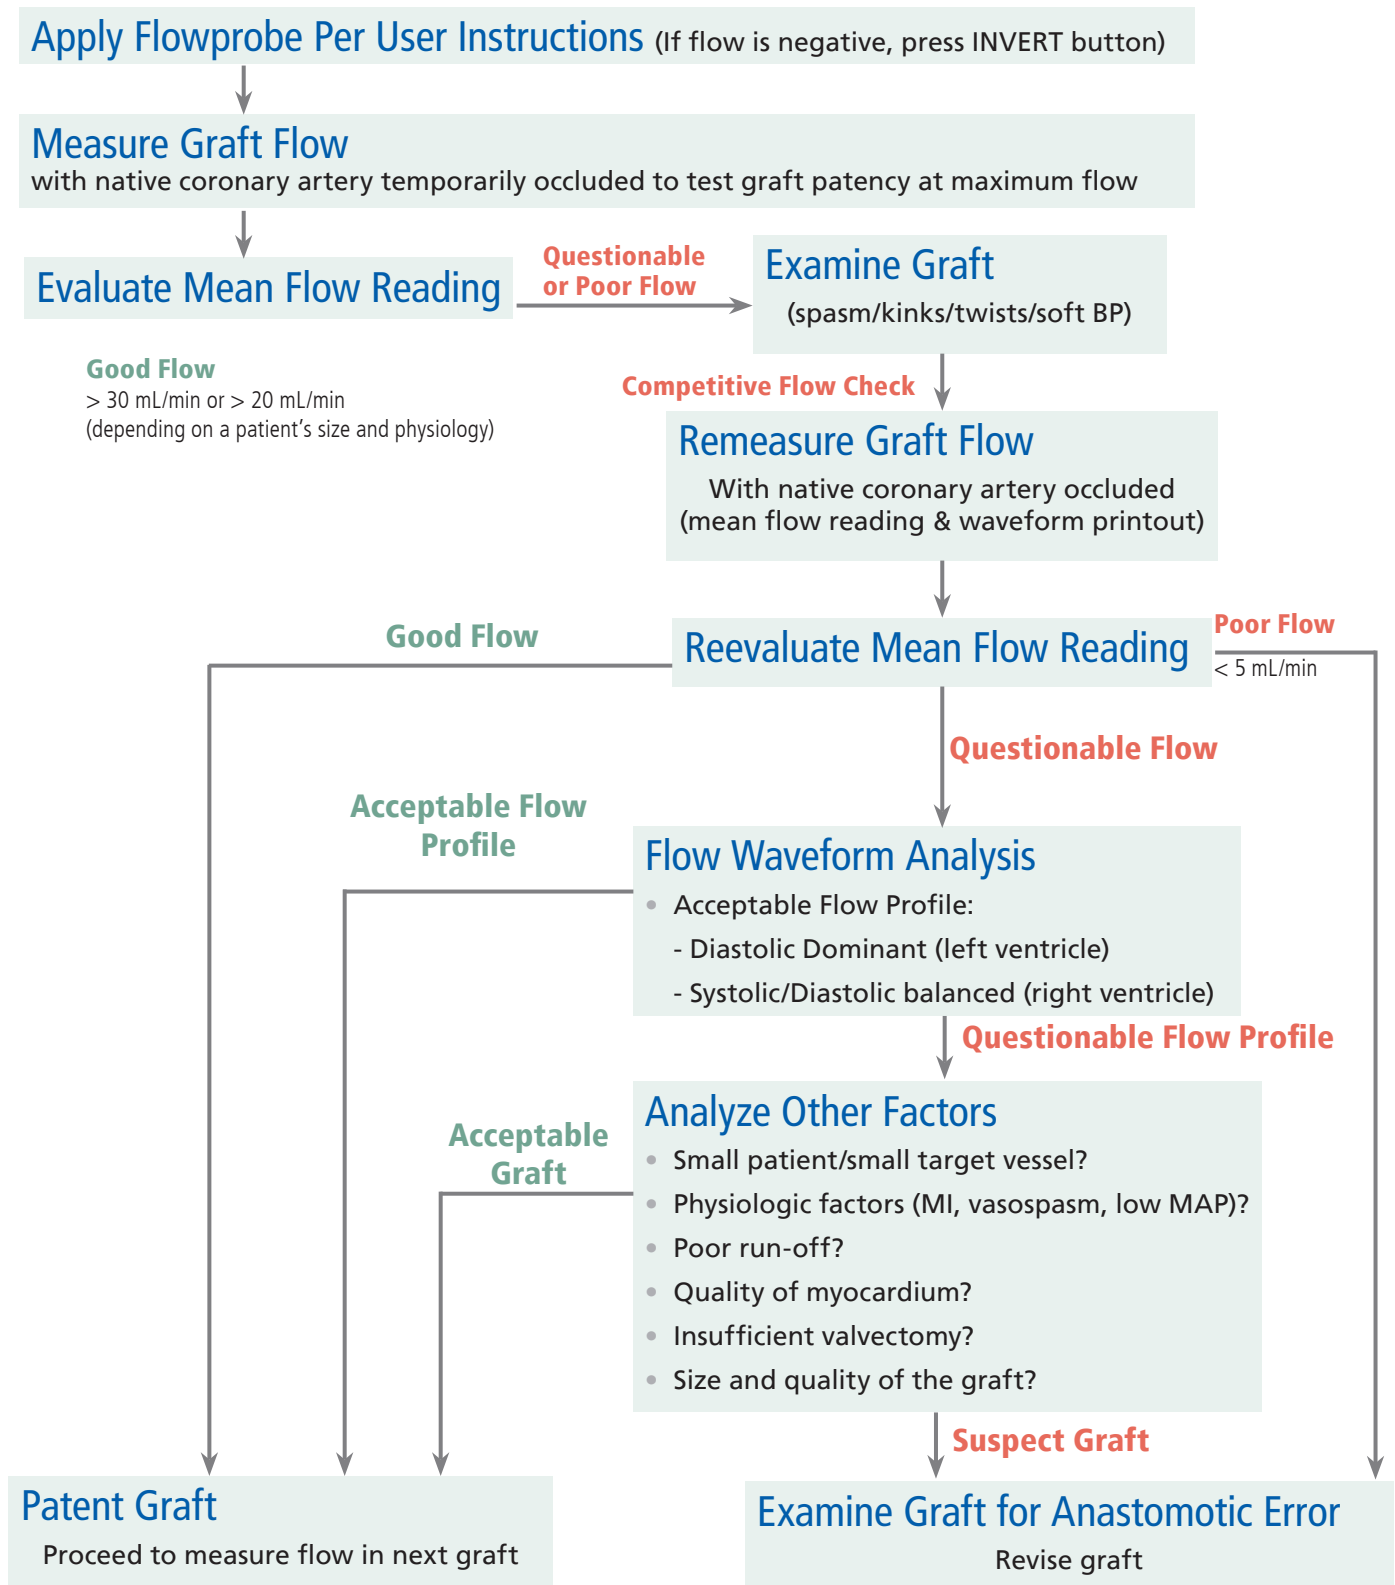 Apply Flowprobe Per User Instructions (If flow is negative, press INVERT button)
Measure Graft Flow
with native coronary artery temporarily occluded to test graft patency at maximum flow
Evaluate Mean Flow Reading
Questionable
or Poor Flow
Examine Graft
(spasm/kinks/twists/soft BP)
Good Flow
> 30 mL/min or > 20 mL/min
(depending on a patient's size and physiology)
Competitive Flow Check
Remeasure Graft Flow
With native coronary artery occluded
(mean flow reading & waveform printout)
Good Flow
Reevaluate Mean Flow Reading
Poor Flow
< 5 mL/min
Questionable Flow
Acceptable Flow
Profile
Flow Waveform Analysis
• Acceptable Flow Profile:
- Diastolic Dominant (left ventricle)
- Systolic/Diastolic balanced (right ventricle)
Questionable Flow Profile
Acceptable
Graft
Analyze Other Factors
• Small patient/small target vessel?
• Physiologic factors (MI, vasospasm, low MAP)?
• Poor run-off?
• Quality of myocardium?
• Insufficient valvectomy?
• Size and quality of the graft?
Suspect Graft
Patent Graft
Proceed to measure flow in next graft
Examine Graft for Anastomotic Error
Revise graft